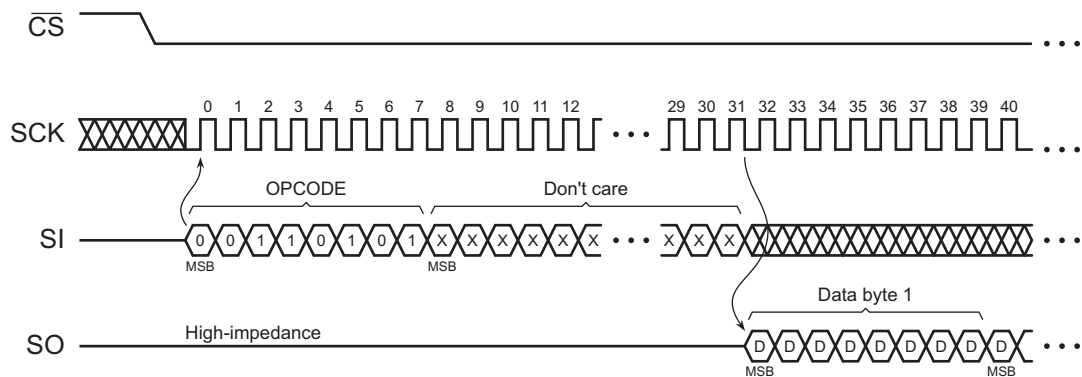 CS
0 1 2 3 4 5 6 7 8 9 10 11 12 29 30 31 32 33 34 35 36 37 38 39 40
SCK
OPCODE Don't care
SI 0 0 1 1 0 1 0 1 X X X X X X X X X
MSB MSB
Data byte 1
High-impedance
SO D D D D D D D D D
MSB MSB